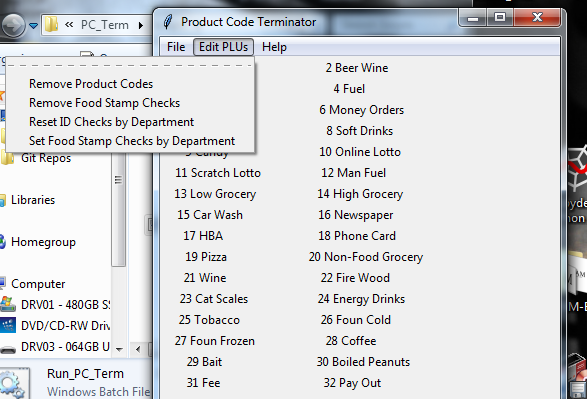 Product Code Terminator
PC_Term
File Edit PLUs Help
Remove Product Codes
Remove Food Stamp Checks
Reset ID Checks by Department
Set Food Stamp Checks by Department
2 Beer Wine
4 Fuel
6 Money Orders
8 Soft Drinks
10 Online Lotto
11 Scratch Lotto 12 Man Fuel
13 Low Grocery 14 High Grocery
15 Car Wash 16 Newspaper
17 HBA 18 Phone Card
19 Pizza 20 Non-Food Grocery
21 Wine 22 Fire Wood
23 Cat Scales 24 Energy Drinks
25 Tobacco 26 Foun Cold
27 Foun Frozen 28 Coffee
29 Bait 30 Boiled Peanuts
31 Fee 32 Pay Out
Git Repos
Libraries
Homegroup
Computer
DRV01 - 480GB S
DVD/CD-RW Driv
DRV03 - 064GB U
Run_PC_Term
Windows Batch File